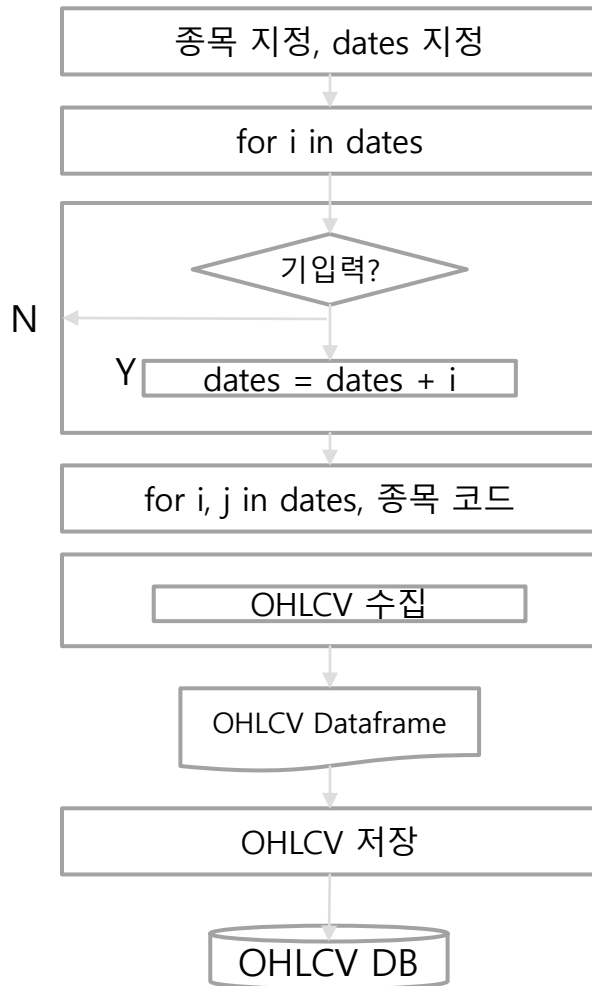 종목 지정, dates 지정
for i in dates
기입력?
N
Y
dates = dates + i
for i, j in dates, 종목 코드
OHLCV 수집
OHLCV Dataframe
OHLCV 저장
OHLCV DB